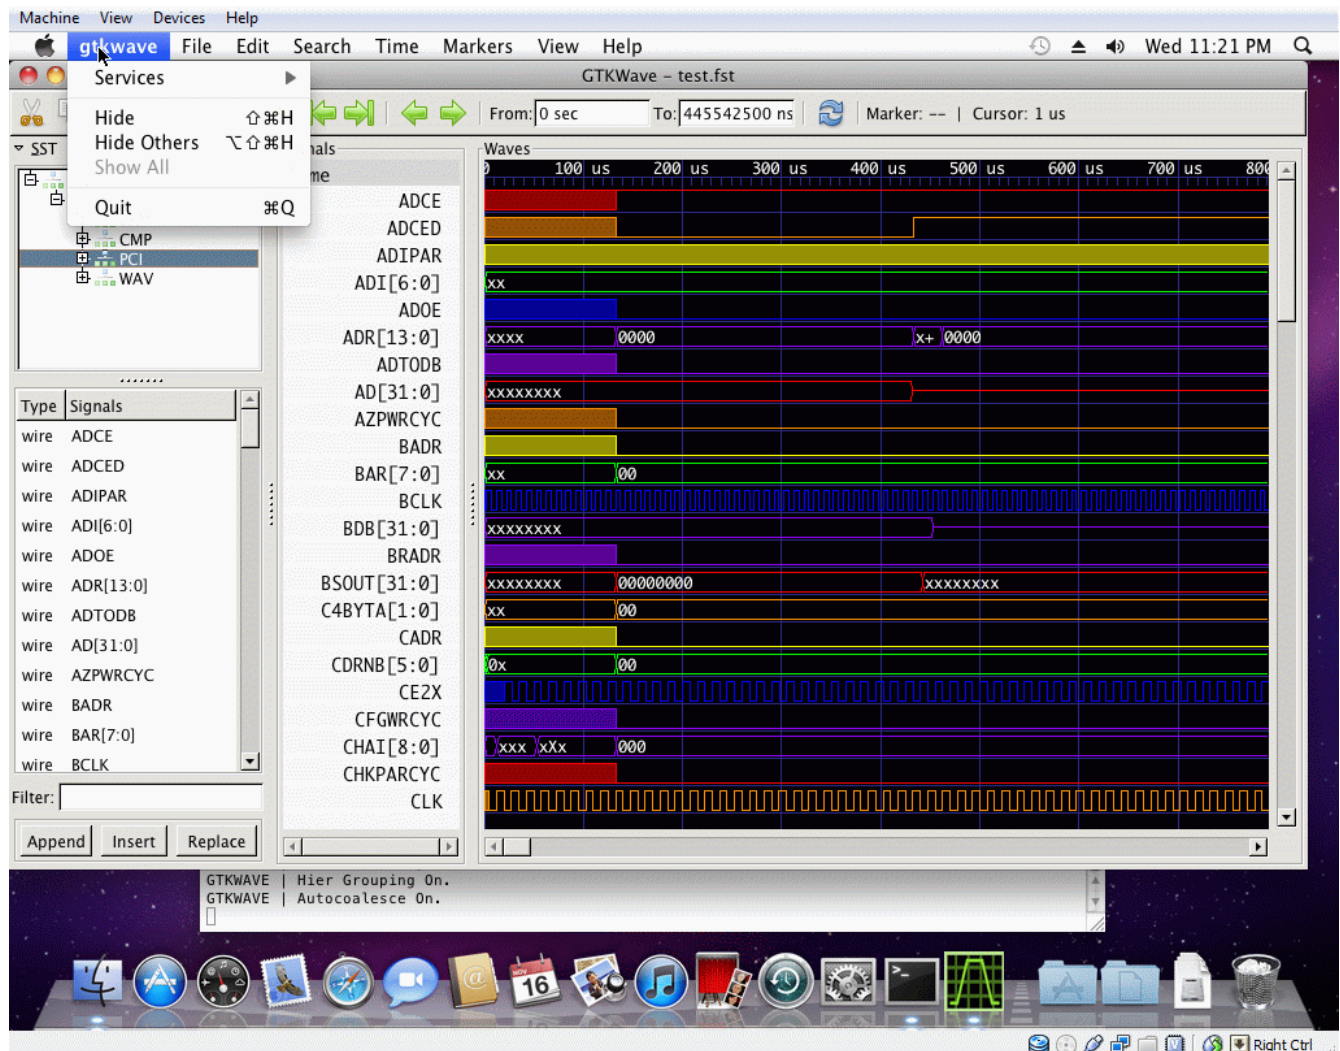 Machine View Devices Help
gtkwave File Edit Search Time Markers View Help Wed 11:21 PM
GTKWave – test.fst
Services
Hide ⇧⌘H
Hide Others ⌥⇧⌘H
Show All
Quit ⌘Q
From: 0 sec To: 445542500 ns Marker: -- | Cursor: 1 us
SST
CMP
PCI
WAV
Type Signals
wire ADCE
wire ADCED
wire ADIPAR
wire ADI[6:0]
wire ADOE
wire ADR[13:0]
wire ADTODB
wire AD[31:0]
wire AZPWRCYC
wire BADR
wire BAR[7:0]
wire BCLK
Filter:
Append Insert Replace
nals
me
ADCE
ADCED
ADIPAR
ADI[6:0]
ADOE
ADR[13:0]
ADTODB
AD[31:0]
AZPWRCYC
BADR
BAR[7:0]
BCLK
BDB[31:0]
BRADR
BSOUT[31:0]
C4BYTA[1:0]
CADR
CDRNB[5:0]
CE2X
CFGWRCYC
CHAI[8:0]
CHKPARCYC
CLK
Waves
100 us 200 us 300 us 400 us 500 us 600 us 700 us 800
xx
xxxx 0000 x+ 0000
xxxxxxxx
xx 00
xxxxxxxx
xxxxxxxx 00000000 xxxxxxxx
xx 00
0x 00
xxx xXx 000
GTKWAVE | Hier Grouping On.
GTKWAVE | Autocoalesce On.
NOV
16
Right Ctrl